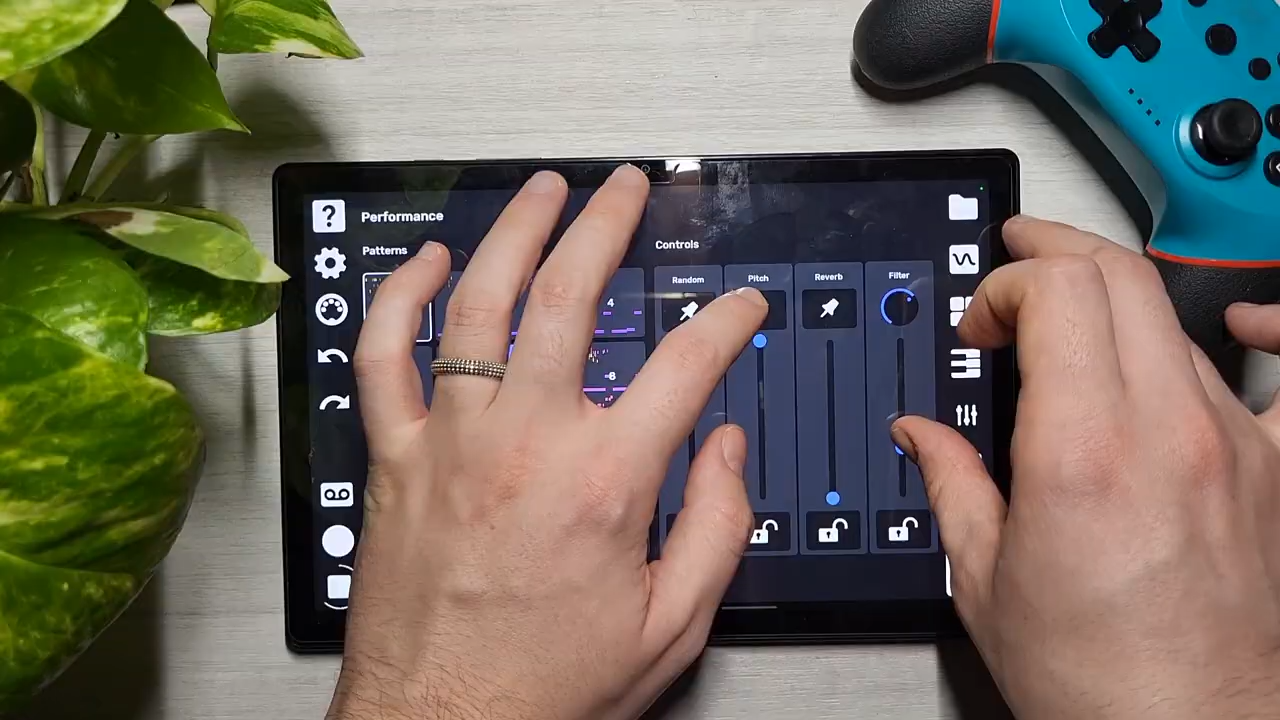 ?
Performance
Patterns
Controls
Random
Pitch
Reverb
Filter
4
8